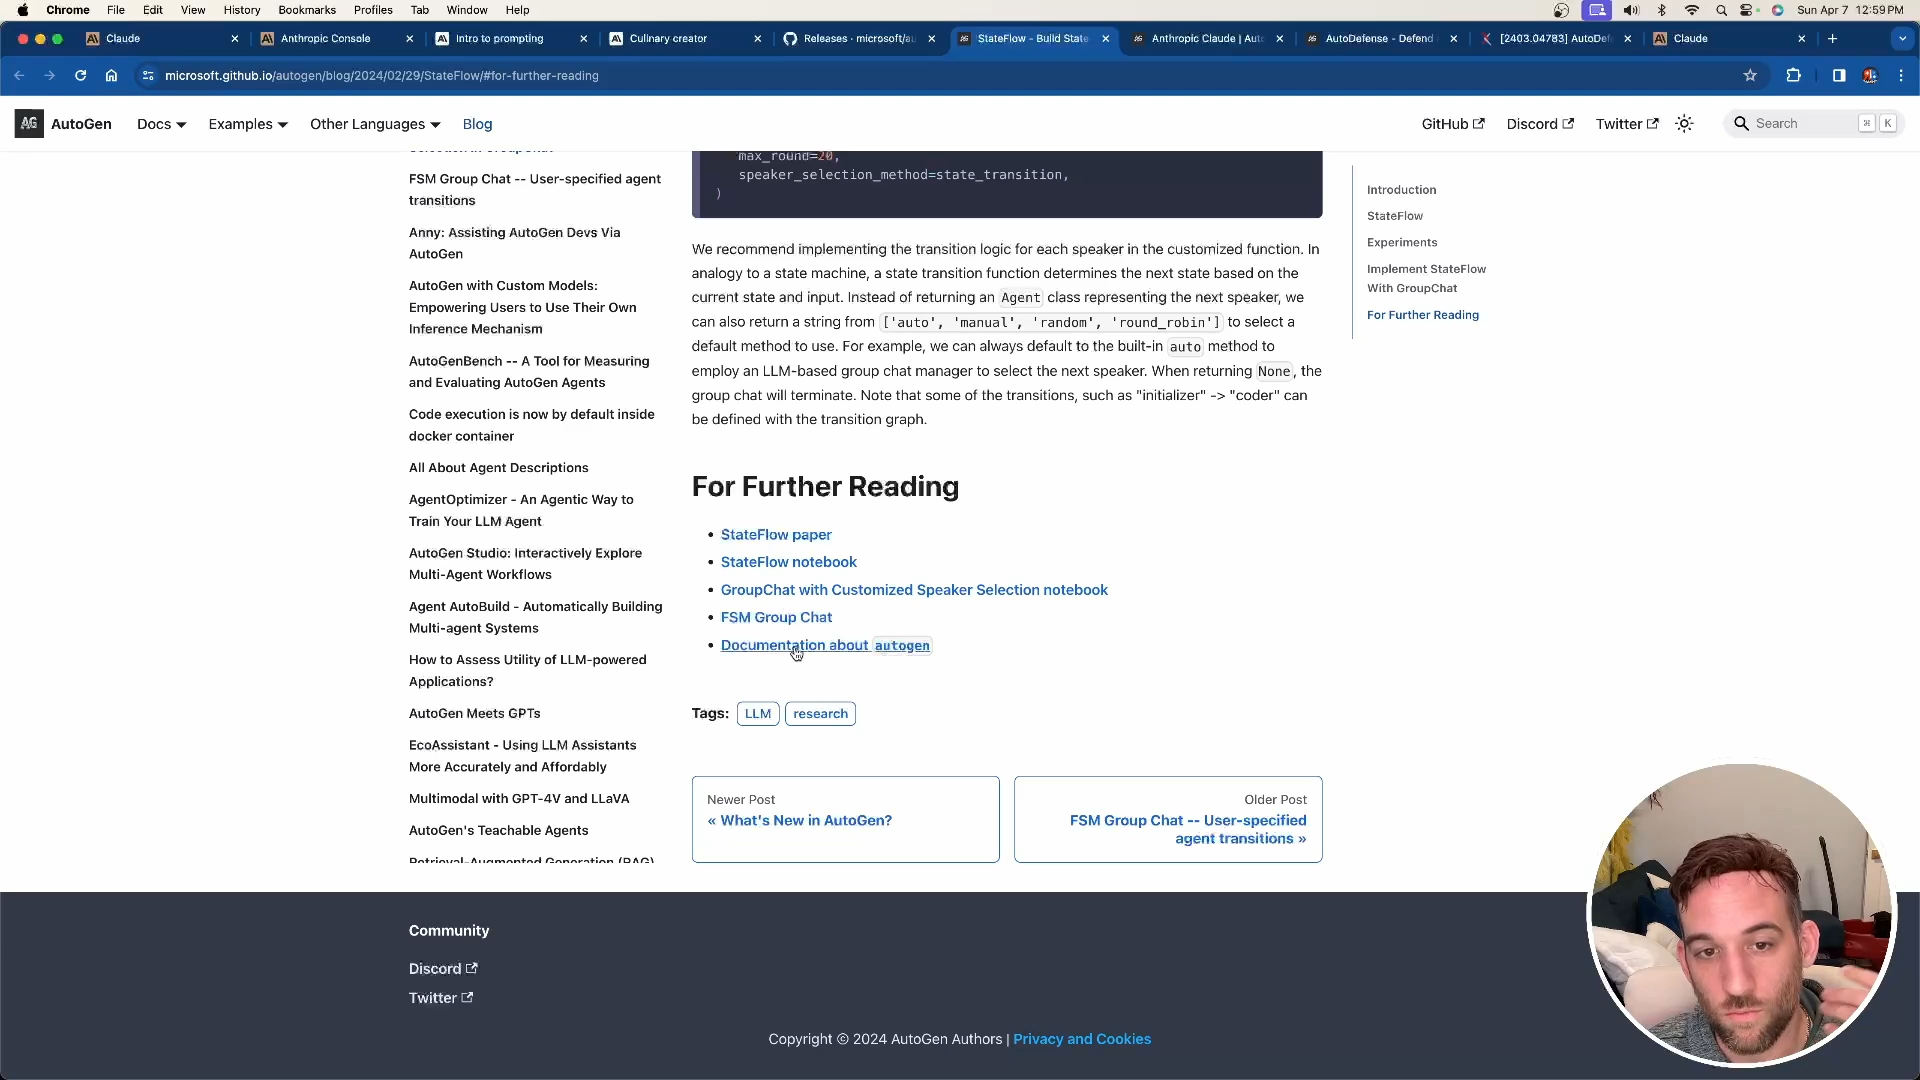 Chrome File Edit View History Bookmarks Profiles Tab Window Help
Sun Apr 7 12:59 PM
Claude
Anthropic Console
Intro to prompting
Culinary creator
Releases · microsoft/au
StateFlow - Build State
Anthropic Claude | Auto
AutoDefense - Defend
[2403.04783] AutoDef
Claude
microsoft.github.io/autogen/blog/2024/02/29/StateFlow/#for-further-reading
AG AutoGen Docs Examples Other Languages Blog
GitHub Discord Twitter Search ⌘ K
FSM Group Chat -- User-specified agent
transitions
Anny: Assisting AutoGen Devs Via
AutoGen
AutoGen with Custom Models:
Empowering Users to Use Their Own
Inference Mechanism
AutoGenBench -- A Tool for Measuring
and Evaluating AutoGen Agents
Code execution is now by default inside
docker container
All About Agent Descriptions
AgentOptimizer - An Agentic Way to
Train Your LLM Agent
AutoGen Studio: Interactively Explore
Multi-Agent Workflows
Agent AutoBuild - Automatically Building
Multi-agent Systems
How to Assess Utility of LLM-powered
Applications?
AutoGen Meets GPTs
EcoAssistant - Using LLM Assistants
More Accurately and Affordably
Multimodal with GPT-4V and LLaVA
AutoGen's Teachable Agents
Retrieval-Augmented Generation (RAG)
max_round=20,
speaker_selection_method=state_transition,
)
We recommend implementing the transition logic for each speaker in the customized function. In
analogy to a state machine, a state transition function determines the next state based on the
current state and input. Instead of returning an Agent class representing the next speaker, we
can also return a string from ['auto', 'manual', 'random', 'round_robin'] to select a
default method to use. For example, we can always default to the built-in auto method to
employ an LLM-based group chat manager to select the next speaker. When returning None, the
group chat will terminate. Note that some of the transitions, such as "initializer" -> "coder" can
be defined with the transition graph.
For Further Reading
• StateFlow paper
• StateFlow notebook
• GroupChat with Customized Speaker Selection notebook
• FSM Group Chat
• Documentation about autogen
Tags: LLM research
Newer Post
« What's New in AutoGen?
Older Post
FSM Group Chat -- User-specified
agent transitions »
Introduction
StateFlow
Experiments
Implement StateFlow
With GroupChat
For Further Reading
Community
Discord
Twitter
Copyright © 2024 AutoGen Authors | Privacy and Cookies